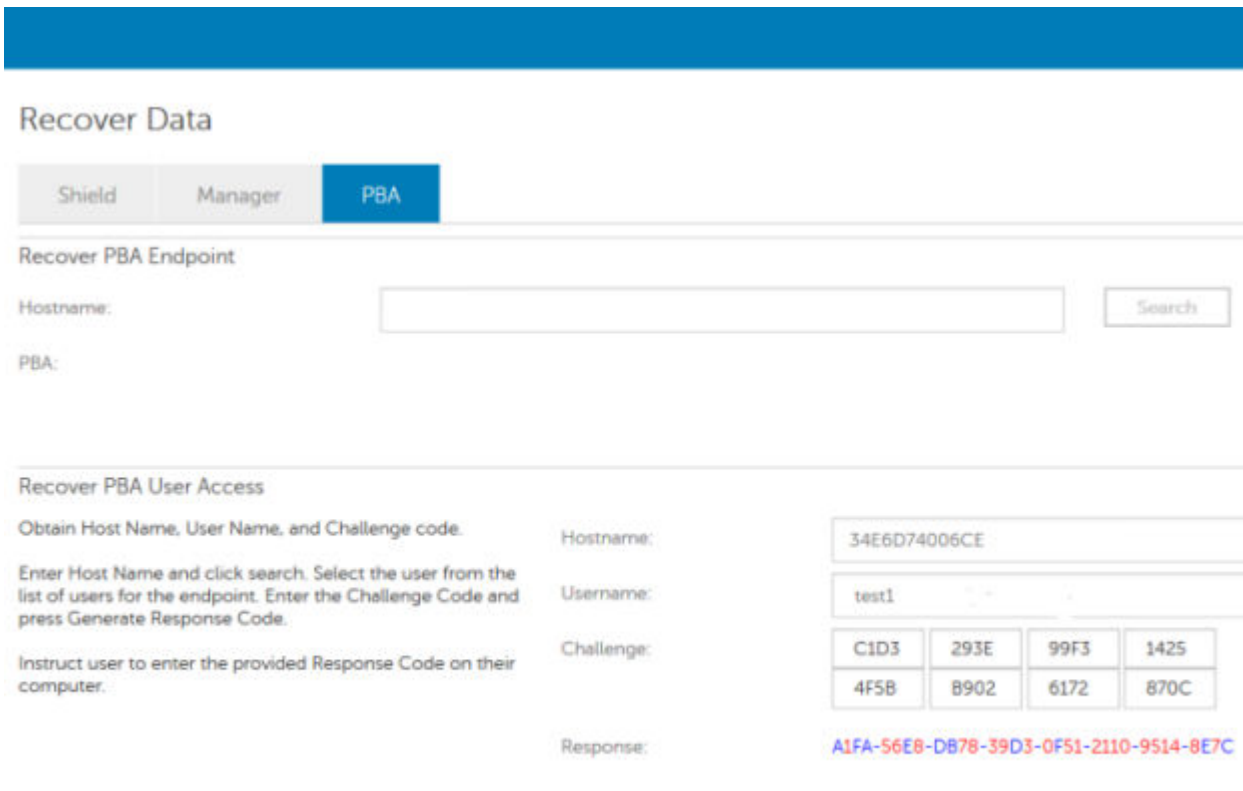 Recover Data
Shield Manager PBA
Recover PBA Endpoint
Hostname: Search
PBA:
Recover PBA User Access
Obtain Host Name, User Name, and Challenge code.
Enter Host Name and click search. Select the user from the
list of users for the endpoint. Enter the Challenge Code and
press Generate Response Code.
Instruct user to enter the provided Response Code on their
computer.
Hostname: 34E6D74006CE
Username: test1
Challenge: C1D3 293E 99F3 1425
4F5B B902 6172 870C
Response: A1FA-56E8-DB78-39D3-0F51-2110-9514-8E7C